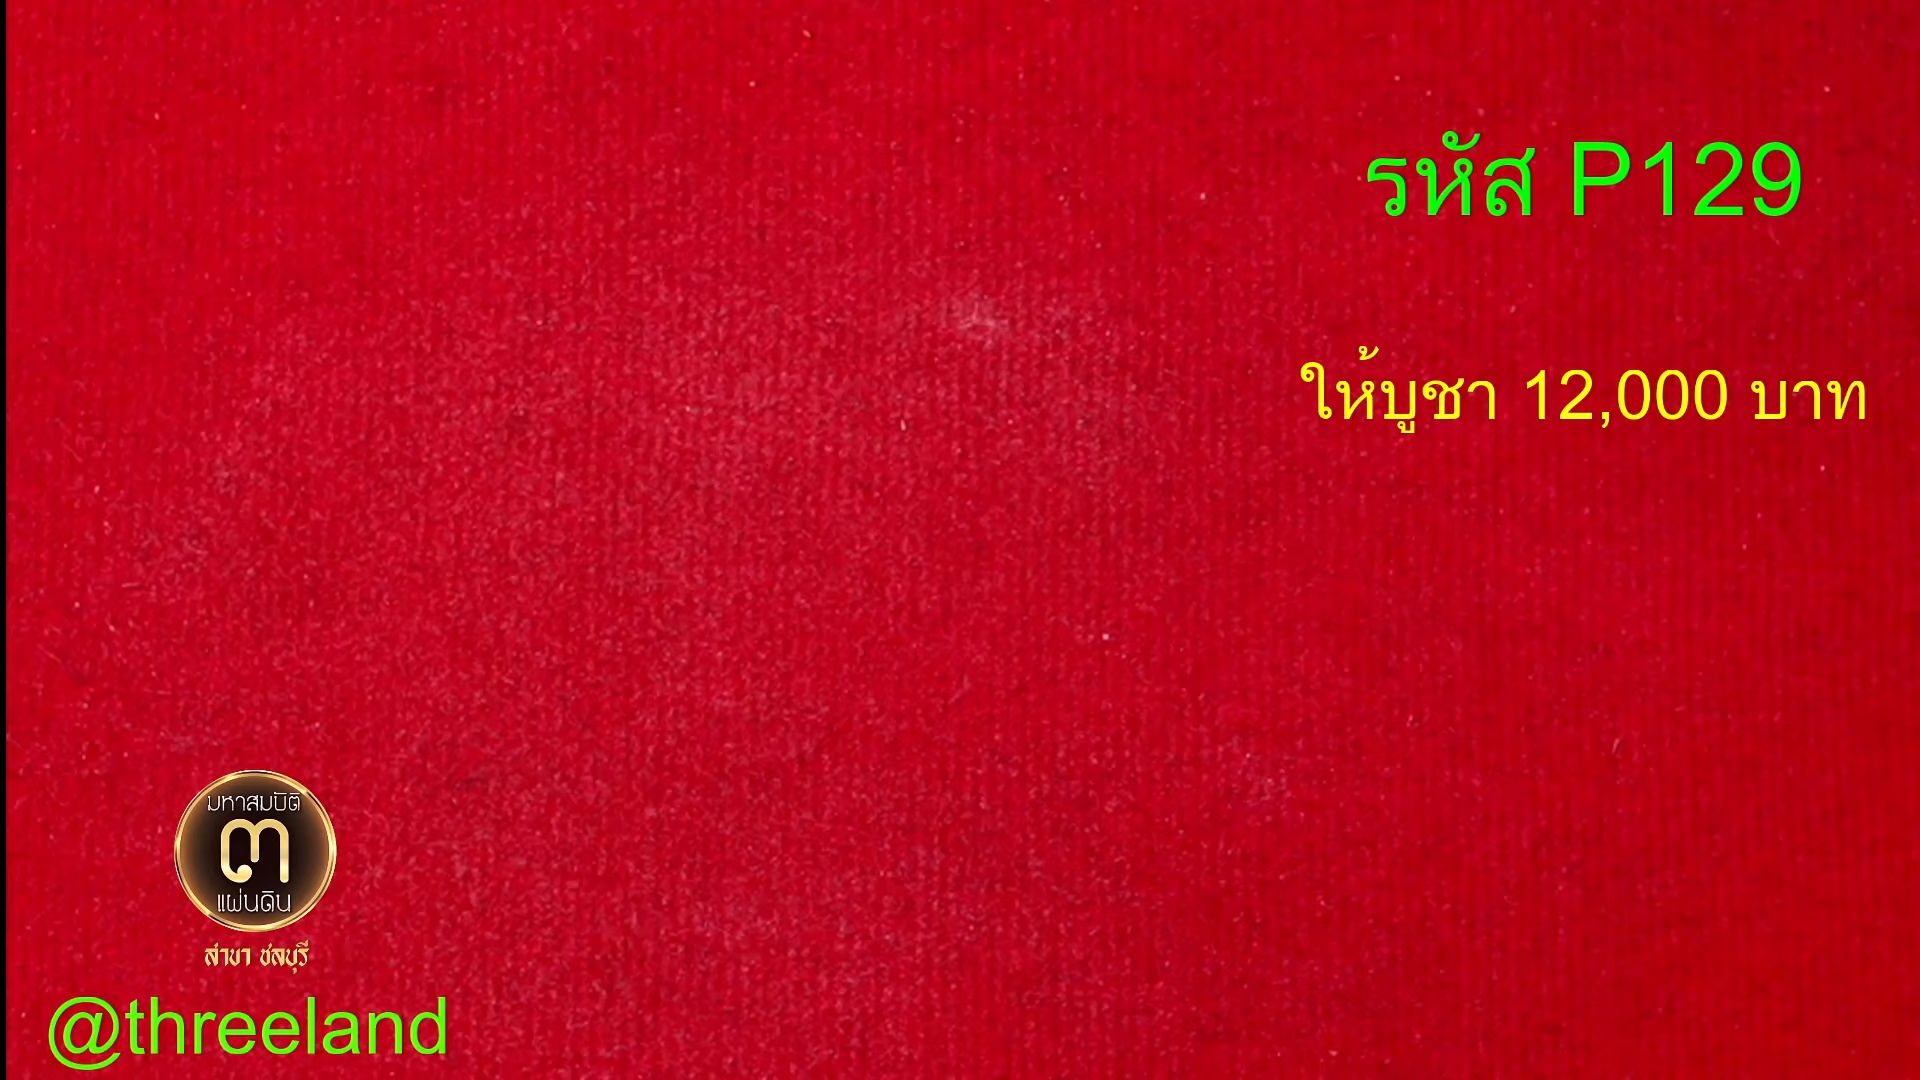 รหัส P129
ให้บูชา 12,000 บาท
มหาสมบัติ
๓
แผ่นดิน
สาขา ชลบุรี
@threeland